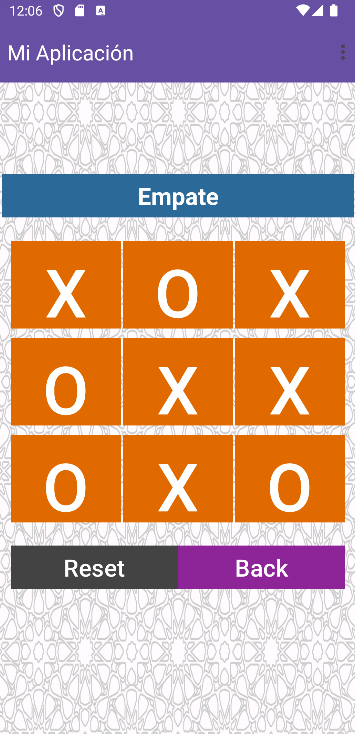 12:06 A
Mi Aplicación
Empate
X O X
O X X
O X O
Reset Back